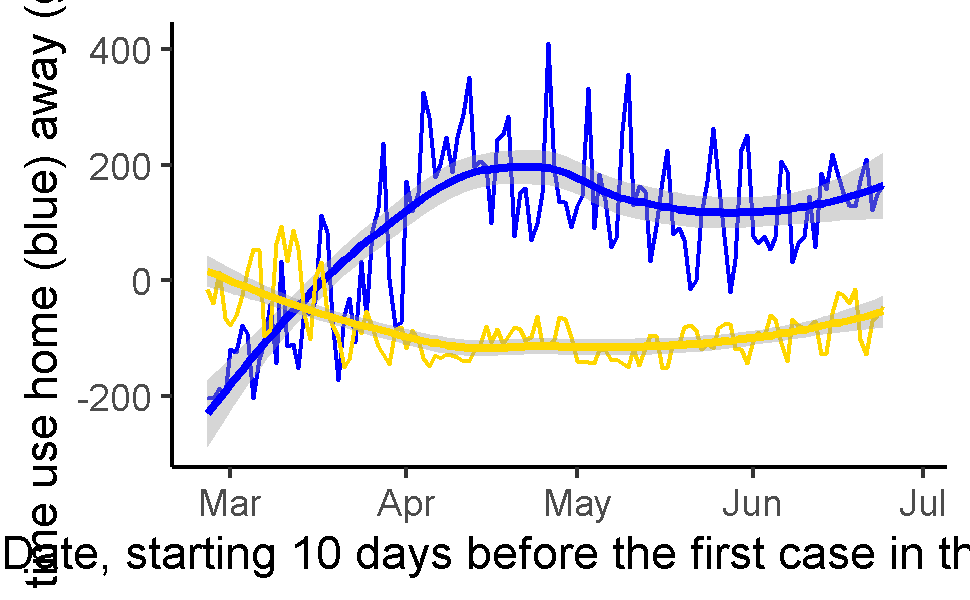 time use home (blue) away (
400
200
0
-200
Mar Apr May Jun Jul
Date, starting 10 days before the first case in th